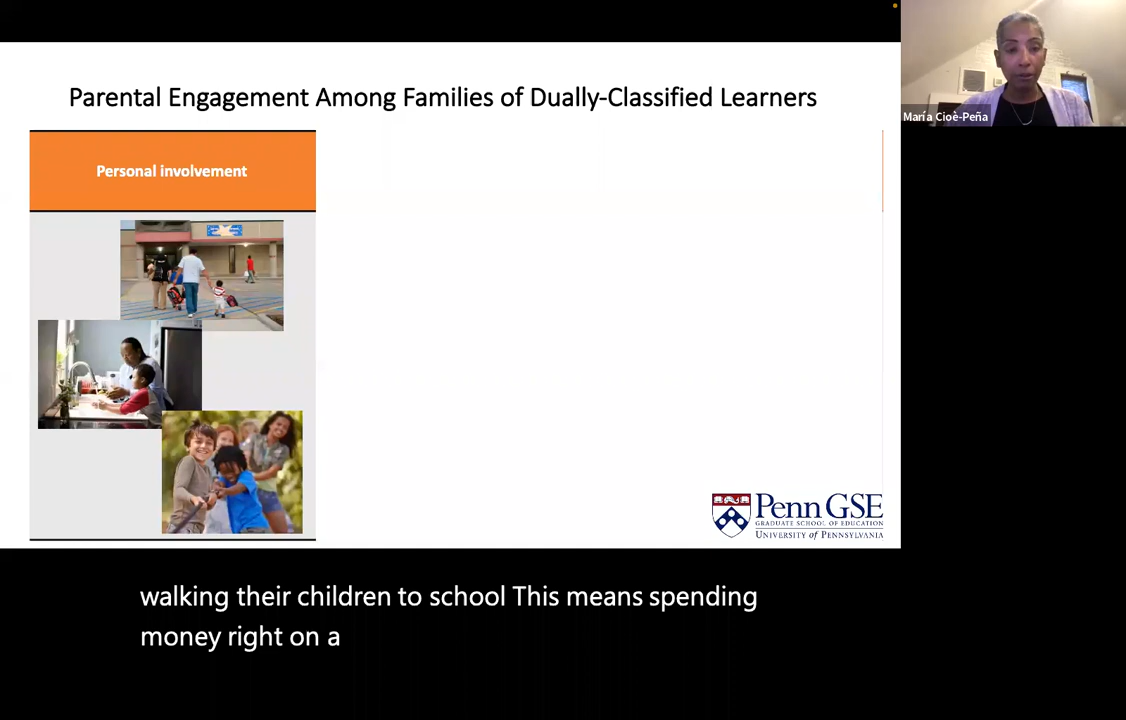 Parental Engagement Among Families of Dually-Classified Learners
María Cioè-Peña
Personal involvement
Penn GSE
GRADUATE SCHOOL OF EDUCATION
UNIVERSITY of PENNSYLVANIA
walking their children to school This means spending
money right on a